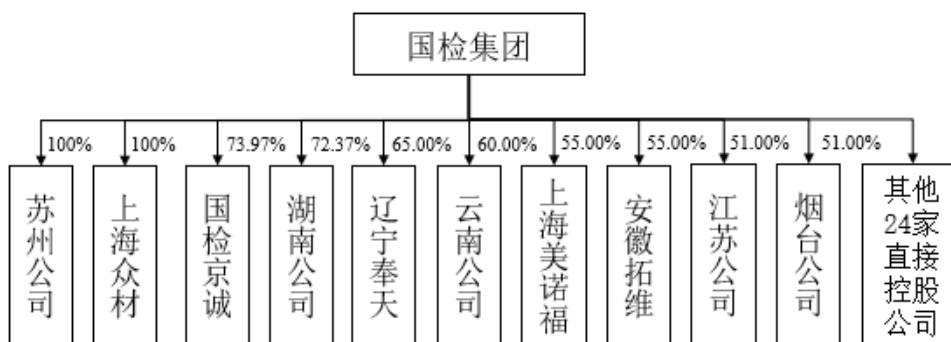 国检集团
100%
100%
73.97%
72.37%
65.00%
60.00%
55.00%
55.00%
51.00%
51.00%
苏州公司
上海众材
国检京诚
湖南公司
辽宁奉天
云南公司
上海美诺福
安徽拓维
江苏公司
烟台公司
其他
24家
直接
控股
公司